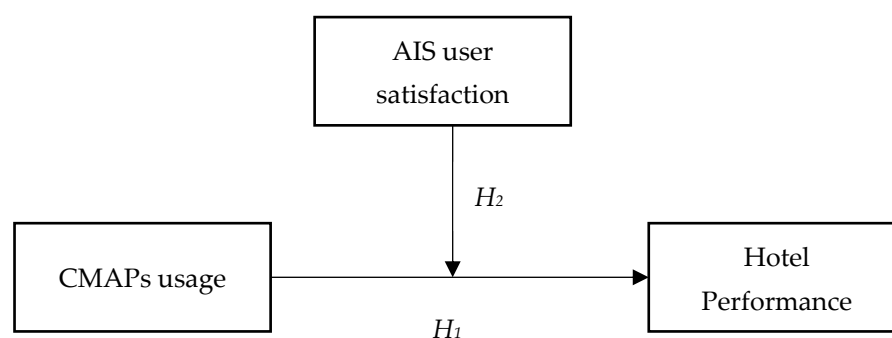 AIS user
satisfaction
H2
CMAPs usage
Hotel
Performance
H1